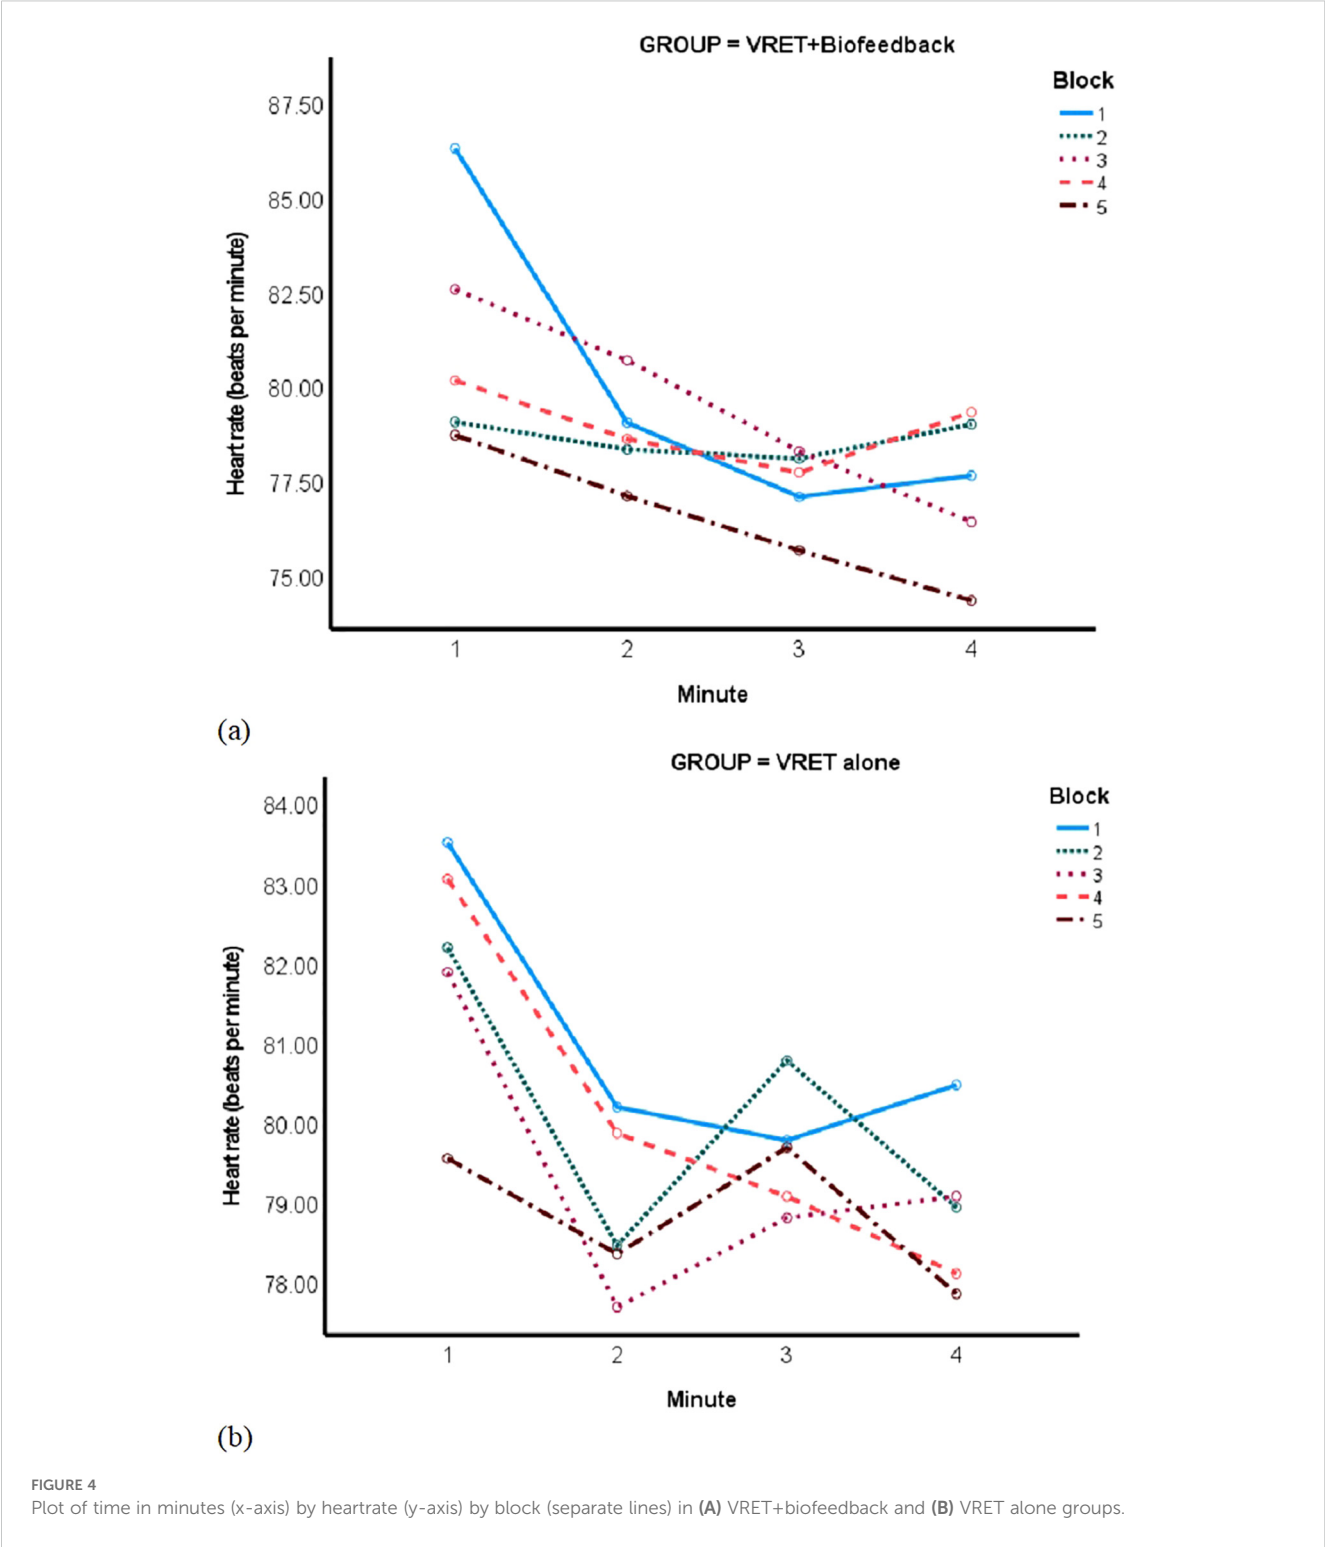 GROUP = VRET+Biofeedback
Block
1
2
3
4
5
87.50
85.00
82.50
80.00
77.50
75.00
Heart rate (beats per minute)
1 2 3 4
Minute
(a)
GROUP = VRET alone
Block
1
2
3
4
5
84.00
83.00
82.00
81.00
80.00
79.00
78.00
Heart rate (beats per minute)
1 2 3 4
Minute
(b)
FIGURE 4
Plot of time in minutes (x-axis) by heartrate (y-axis) by block (separate lines) in (A) VRET+biofeedback and (B) VRET alone groups.